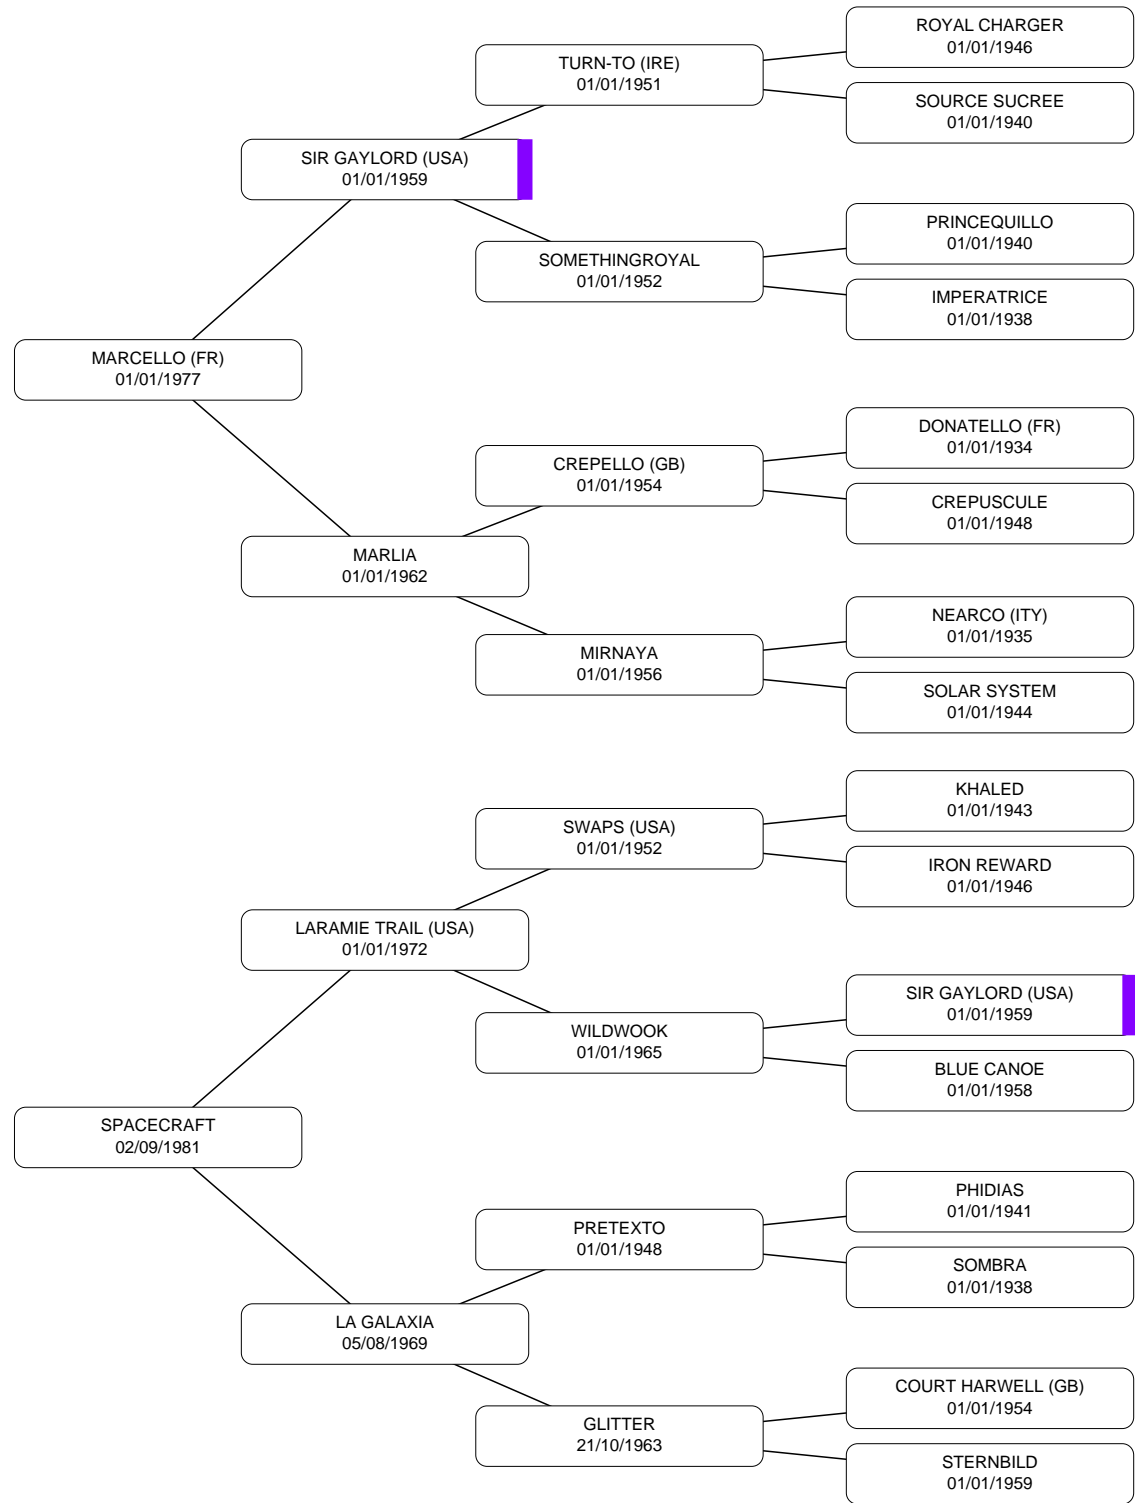 ROYAL CHARGER
01/01/1946
TURN-TO (IRE)
01/01/1951
SOURCE SUCREE
01/01/1940
SIR GAYLORD (USA)
01/01/1959
PRINCEQUILLO
01/01/1940
SOMETHINGROYAL
01/01/1952
IMPERATRICE
01/01/1938
MARCELLO (FR)
01/01/1977
DONATELLO (FR)
01/01/1934
CREPELLO (GB)
01/01/1954
CREPUSCULE
01/01/1948
MARLIA
01/01/1962
NEARCO (ITY)
01/01/1935
MIRNAYA
01/01/1956
SOLAR SYSTEM
01/01/1944
KHALED
01/01/1943
SWAPS (USA)
01/01/1952
IRON REWARD
01/01/1946
LARAMIE TRAIL (USA)
01/01/1972
SIR GAYLORD (USA)
01/01/1959
WILDWOOK
01/01/1965
BLUE CANOE
01/01/1958
SPACECRAFT
02/09/1981
PHIDIAS
01/01/1941
PRETEXTO
01/01/1948
SOMBRA
01/01/1938
LA GALAXIA
05/08/1969
COURT HARWELL (GB)
01/01/1954
GLITTER
21/10/1963
STERNBILD
01/01/1959